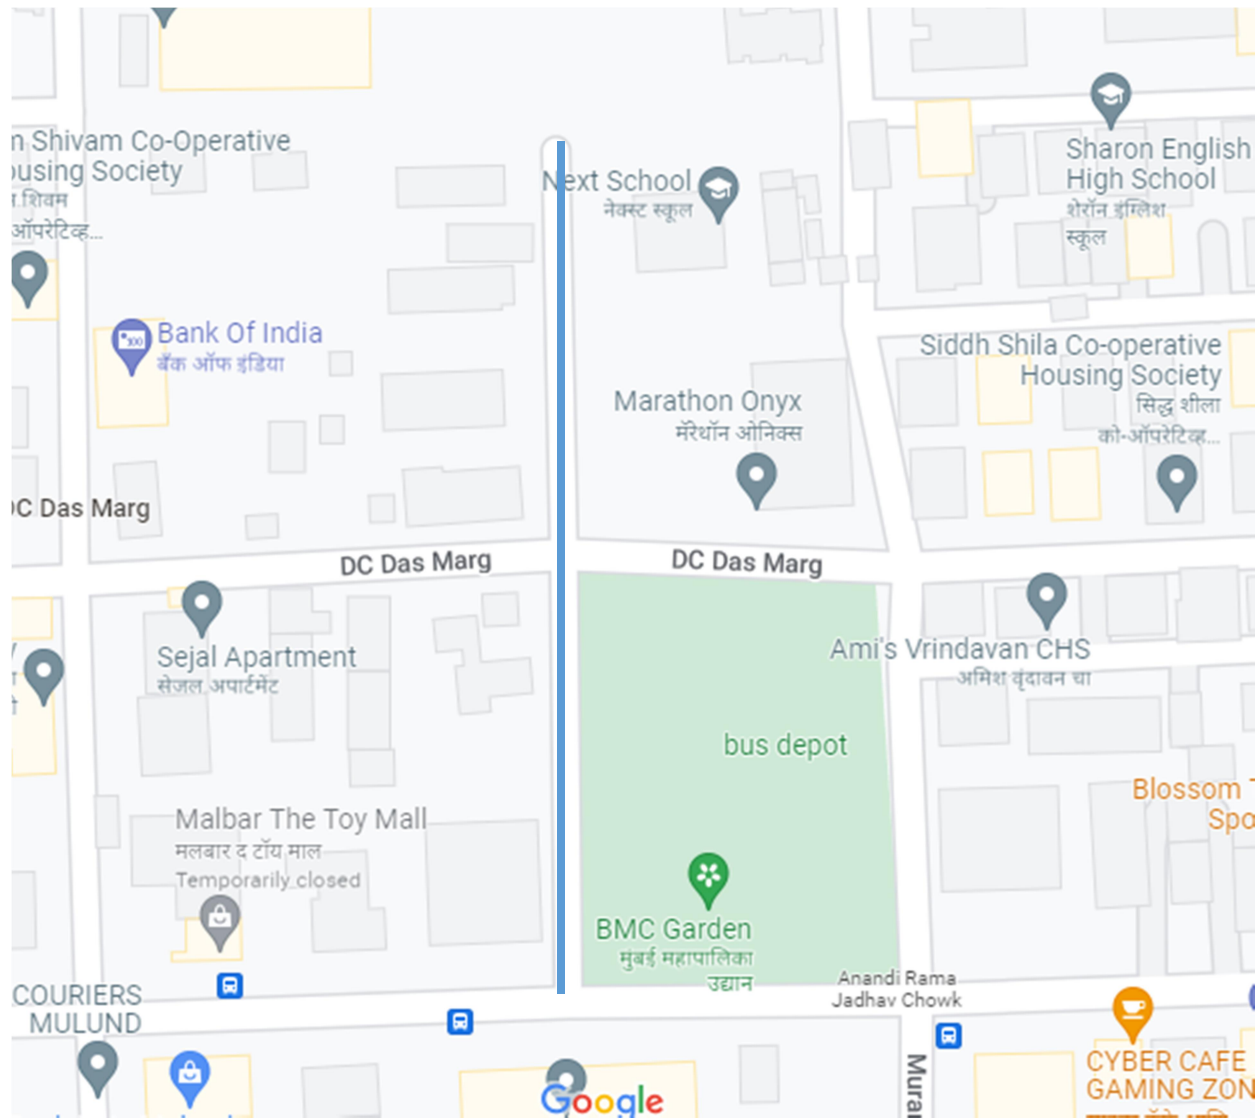 Shivam Co-Operative
Housing Society
शिवम
ऑपरेटिव्ह...
Next School
नेक्स्ट स्कूल
Sharon English
High School
शेरॉन इंग्लिश
स्कूल
Bank Of India
बँक ऑफ इंडिया
Siddh Shila Co-operative
Housing Society
सिद्ध शीला
को-ऑपरेटिव्ह...
Marathon Onyx
मॅरेथॉन ओनिक्स
DC Das Marg
DC Das Marg
DC Das Marg
Sejal Apartment
सेजल अपार्टमेंट
Ami's Vrindavan CHS
अमिश वृंदावन चा
bus depot
Blossom
Malbar The Toy Mall
मलबार द टॉय माल
Temporarily closed
BMC Garden
मुंबई महापालिका
उद्यान
Anandi Rama
Jadhav Chowk
COURIERS
MULUND
CYBER CAFE
GAMING ZON
Google